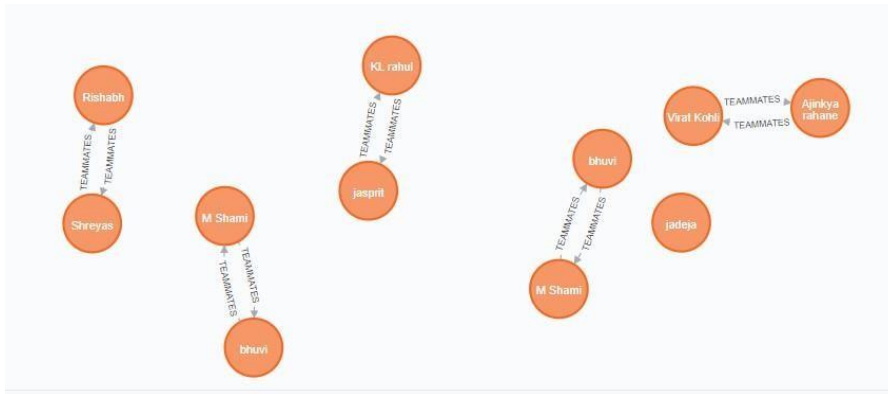 Rishabh
TEAMMATES
TEAMMATES
Shreyas
M Shami
TEAMMATES
TEAMMATES
bhuvi
KL rahul
TEAMMATES
TEAMMATES
jasprit
bhuvi
TEAMMATES
TEAMMATES
M Shami
Virat Kohli
TEAMMATES
TEAMMATES
Ajinkya
rahane
jadeja